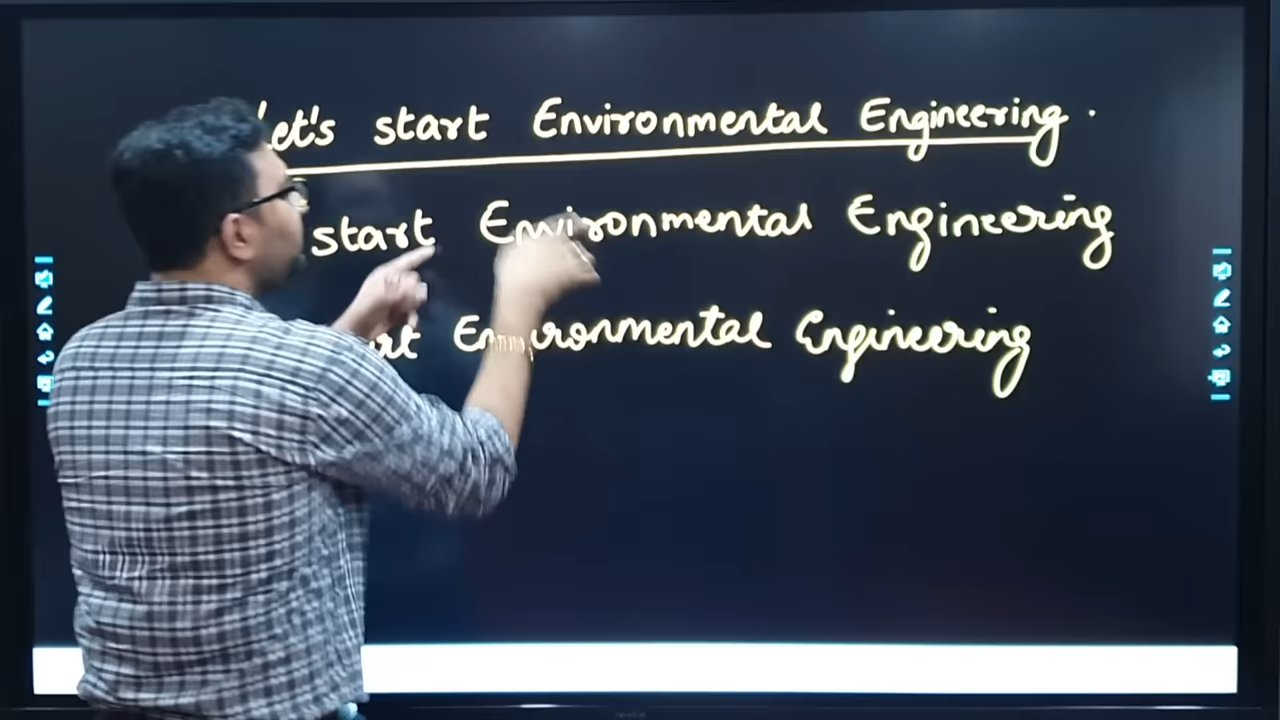 Let's start Environmental Engineering.
start Environmental Engineering
Environmental Engineering